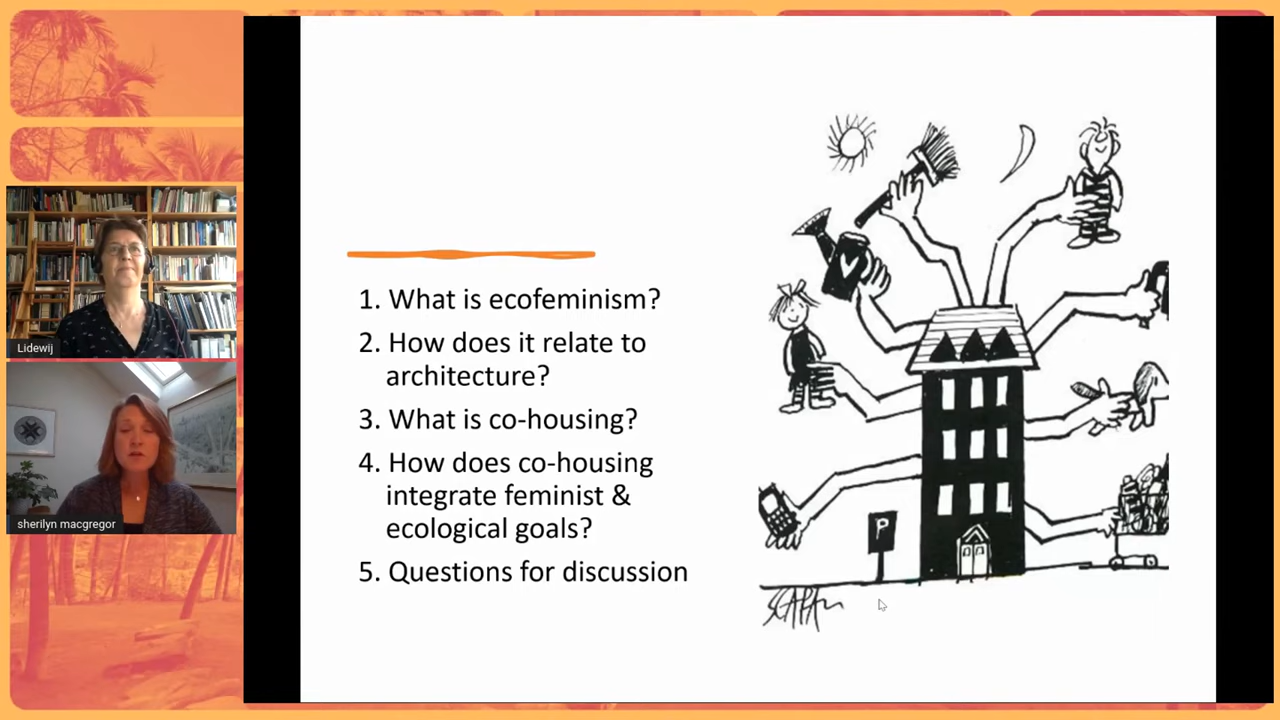 Lidewij
sherilyn macgregor
1. What is ecofeminism?
2. How does it relate to
architecture?
3. What is co-housing?
4. How does co-housing
integrate feminist &
ecological goals?
5. Questions for discussion
P